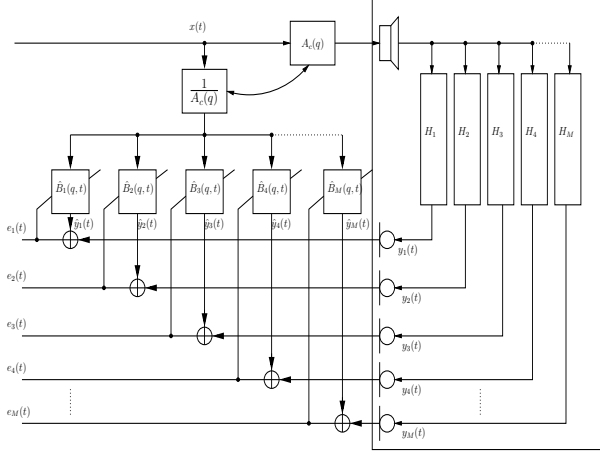 x(t)
A_c(q)
1
A_c(q)
H_1 H_2 H_3 H_4 H_M
B̂_1(q,t) B̂_2(q,t) B̂_3(q,t) B̂_4(q,t) B̂_M(q,t)
e_1(t) ŷ_1(t) ŷ_2(t) ŷ_3(t) ŷ_4(t) ŷ_M(t)
y_1(t)
e_2(t)
y_2(t)
e_3(t)
y_3(t)
e_4(t)
y_4(t)
e_M(t)
y_M(t)